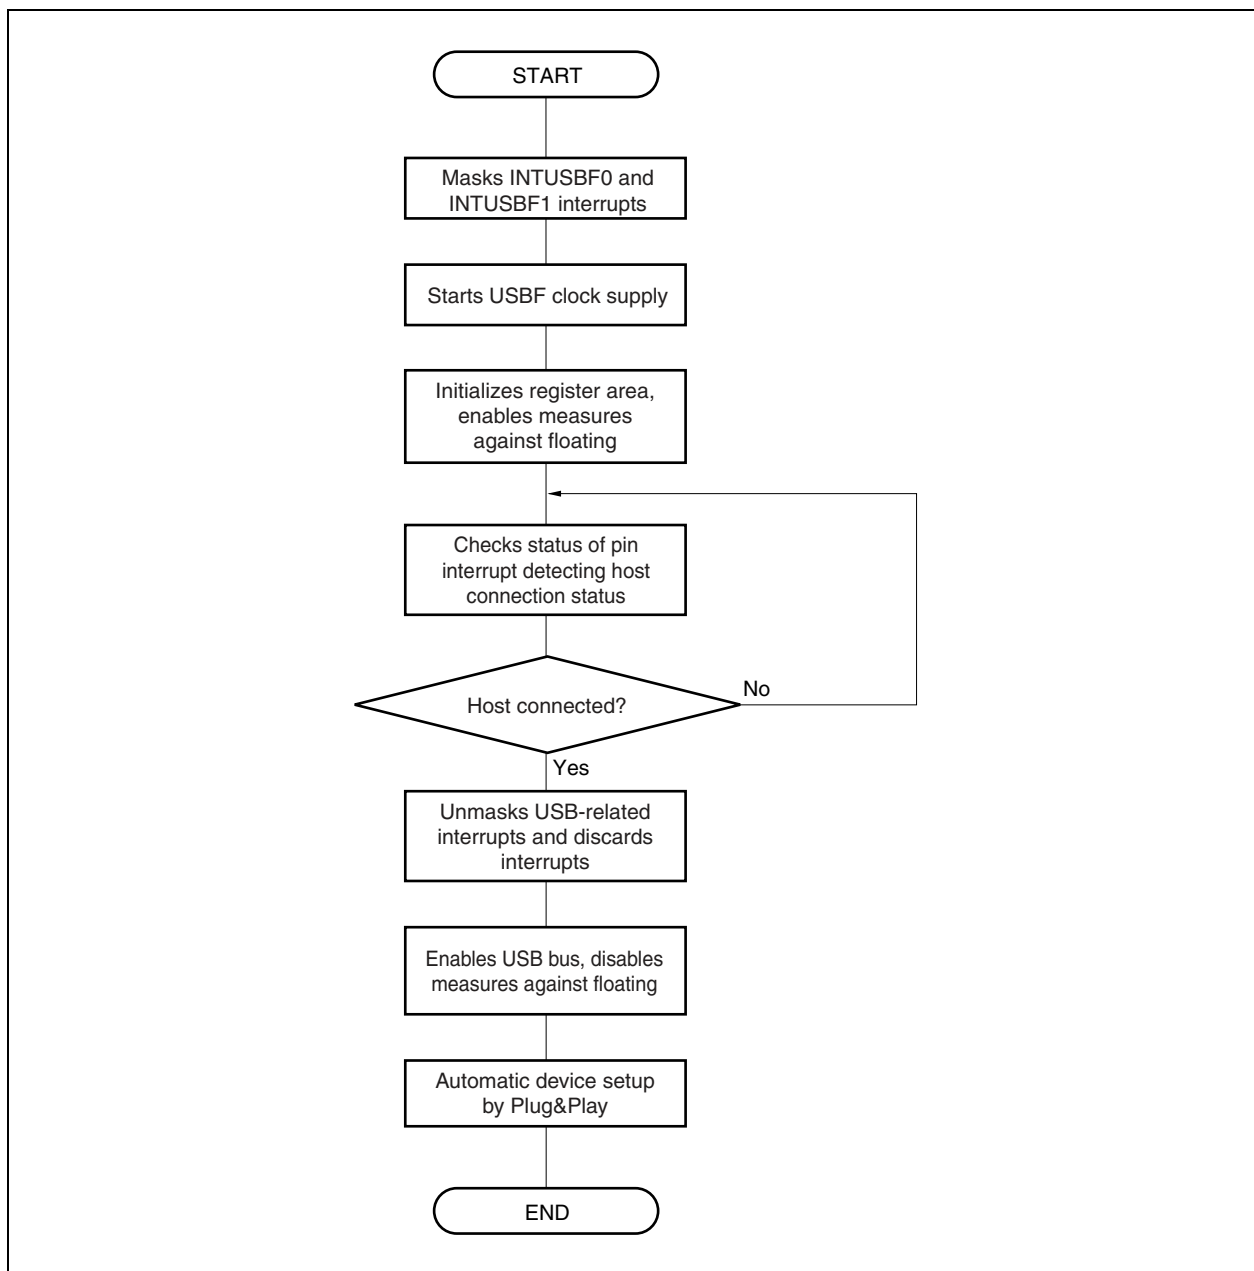 START
Masks INTUSBF0 and
INTUSBF1 interrupts
Starts USBF clock supply
Initializes register area,
enables measures
against floating
Checks status of pin
interrupt detecting host
connection status
Host connected?
No
Yes
Unmasks USB-related
interrupts and discards
interrupts
Enables USB bus, disables
measures against floating
Automatic device setup
by Plug&Play
END